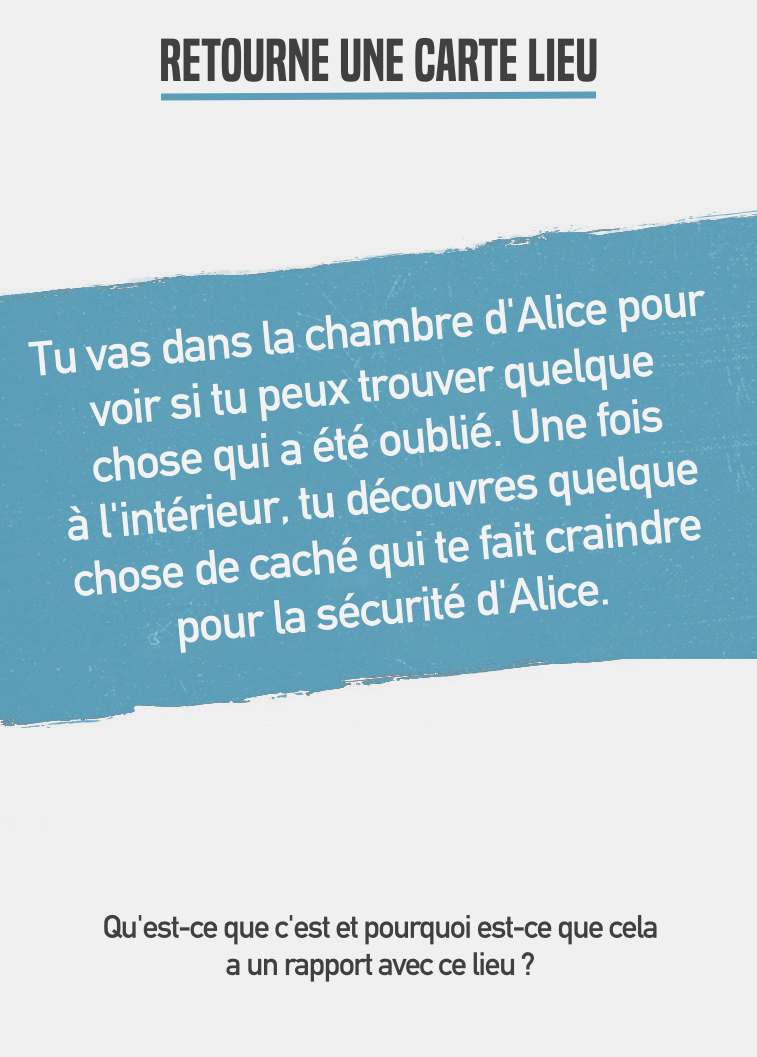 RETOURNE UNE CARTE LIEU
Tu vas dans la chambre d'Alice pour
voir si tu peux trouver quelque
chose qui a été oublié. Une fois
à l'intérieur, tu découvres quelque
chose de caché qui te fait craindre
pour la sécurité d'Alice.
Qu'est-ce que c'est et pourquoi est-ce que cela
a un rapport avec ce lieu ?